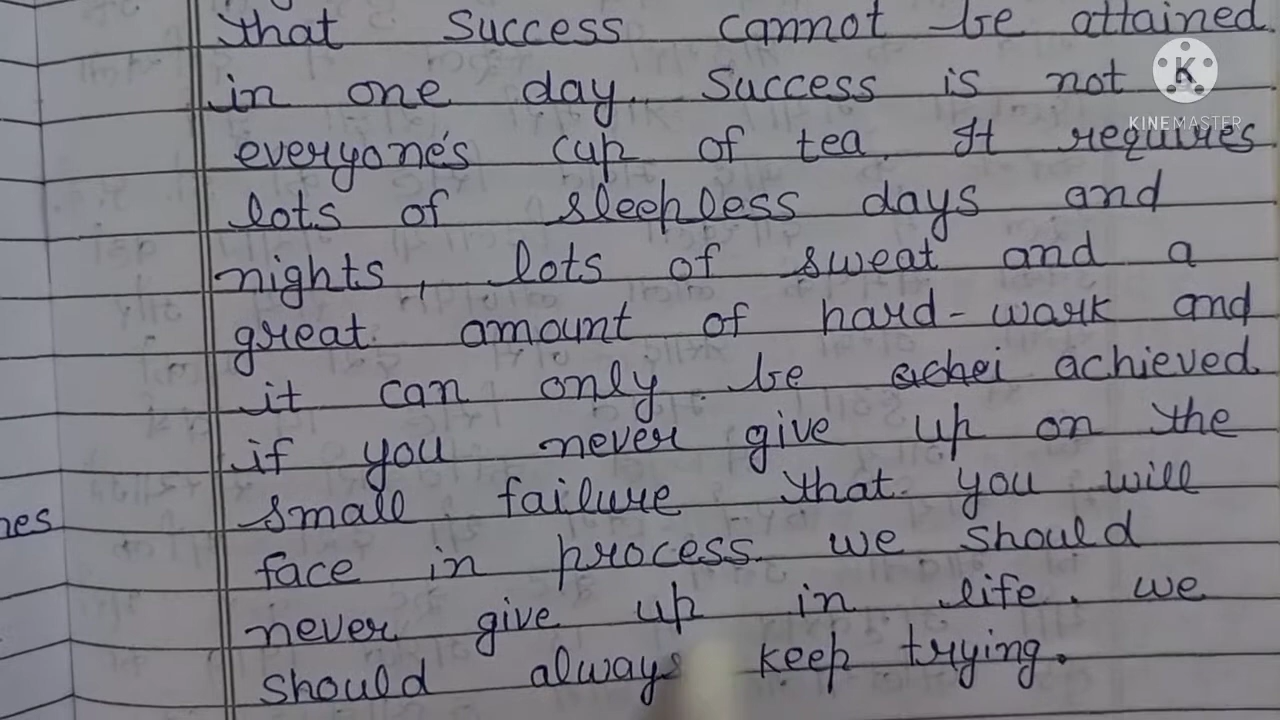 that success cannot be attained
in one day. Success is not
everyone's cup of tea. It requires
lots of sleepless days and
nights, lots of sweat and a
great amount of hard-work and
it can only be achei achieved
if you never give up on the
small failure that you will
face in process we should
never give up in life. we
should always keep trying.
nes
K
KINEMASTER